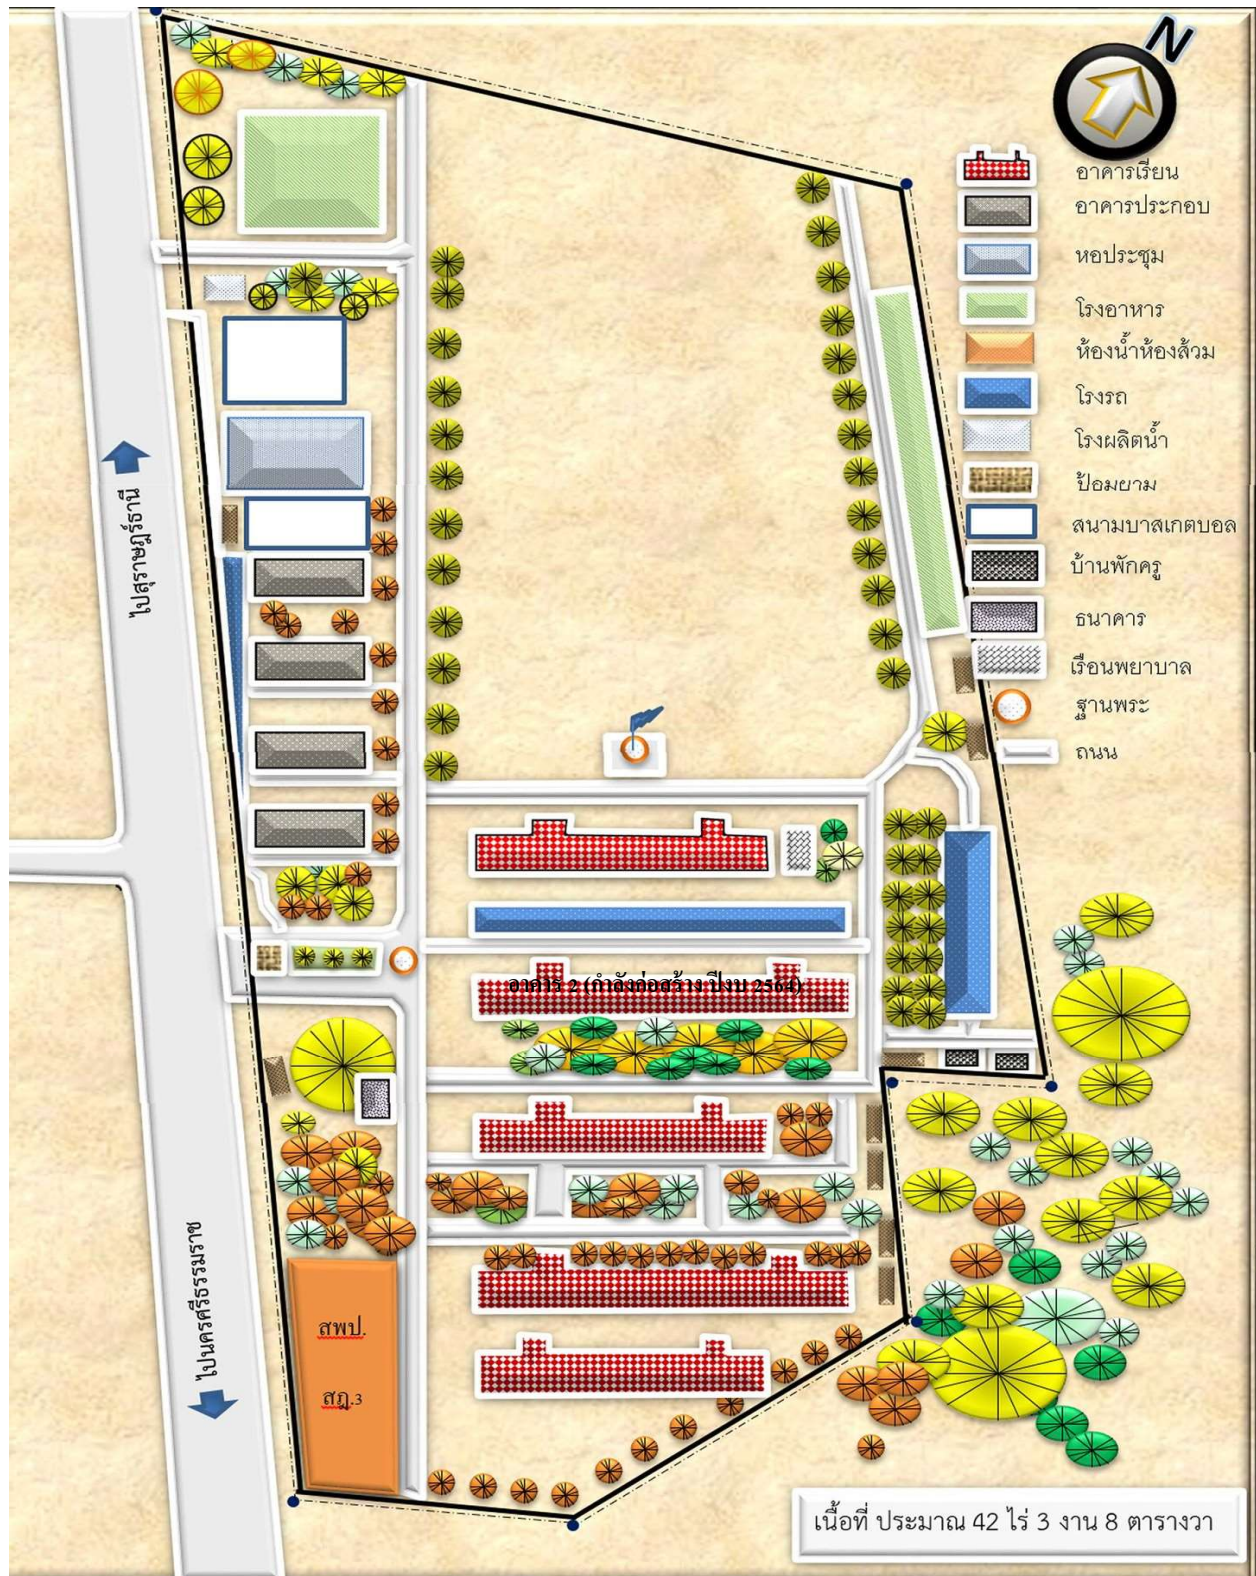 N
อาคารเรียน
อาคารประกอบ
หอประชุม
โรงอาหาร
ห้องน้ำห้องส้วม
โรงรถ
โรงผลิตน้ำ
ป้อมยาม
สนามบาสเกตบอล
บ้านพักครู
ธนาคาร
เรือนพยาบาล
ฐานพระ
ถนน
ไปสุราษฎร์ธานี
อาคาร 2 (กำลังก่อสร้าง ปีงบ 2564)
ไปนครศรีธรรมราช
สพป.
สฎ.3
เนื้อที่ ประมาณ 42 ไร่ 3 งาน 8 ตารางวา